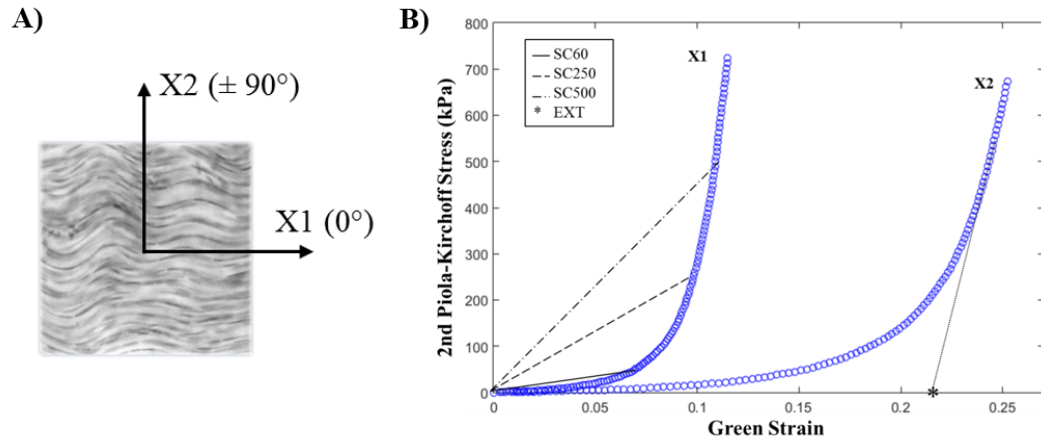 A)
X2 (± 90°)
X1 (0°)
B)
800
700
600
500
400
300
200
100
0
2nd Piola-Kirchoff Stress (kPa)
SC60
SC250
SC500
* EXT
X1
X2
0
0.05
0.1
0.15
0.2
0.25
Green Strain